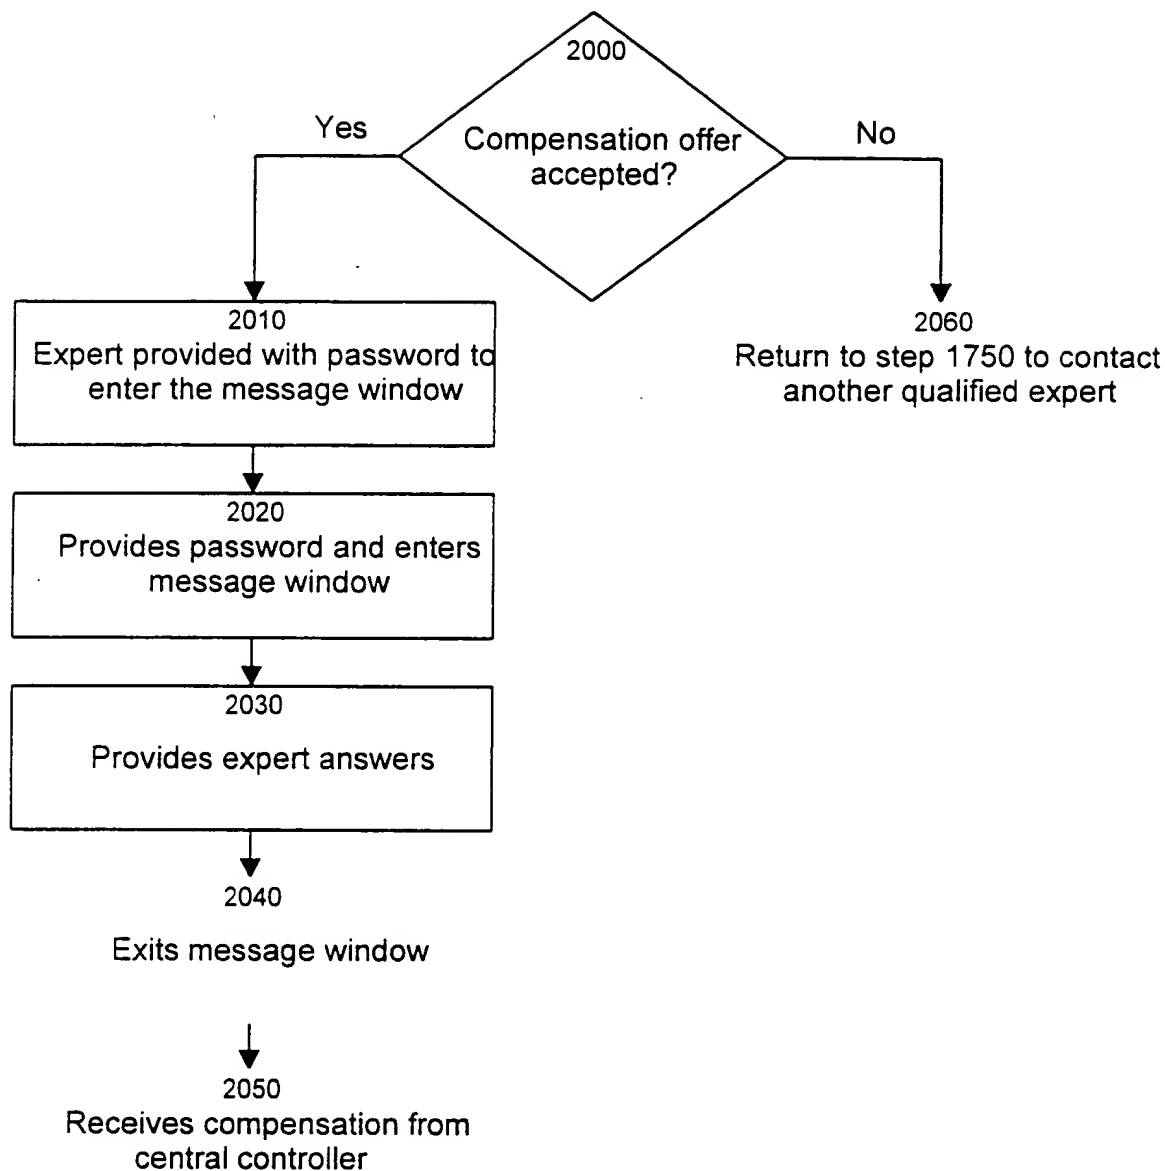 2000
Compensation offer
accepted?
Yes
No
2010
Expert provided with password to
enter the message window
2060
Return to step 1750 to contact
another qualified expert
2020
Provides password and enters
message window
2030
Provides expert answers
2040
Exits message window
2050
Receives compensation from
central controller